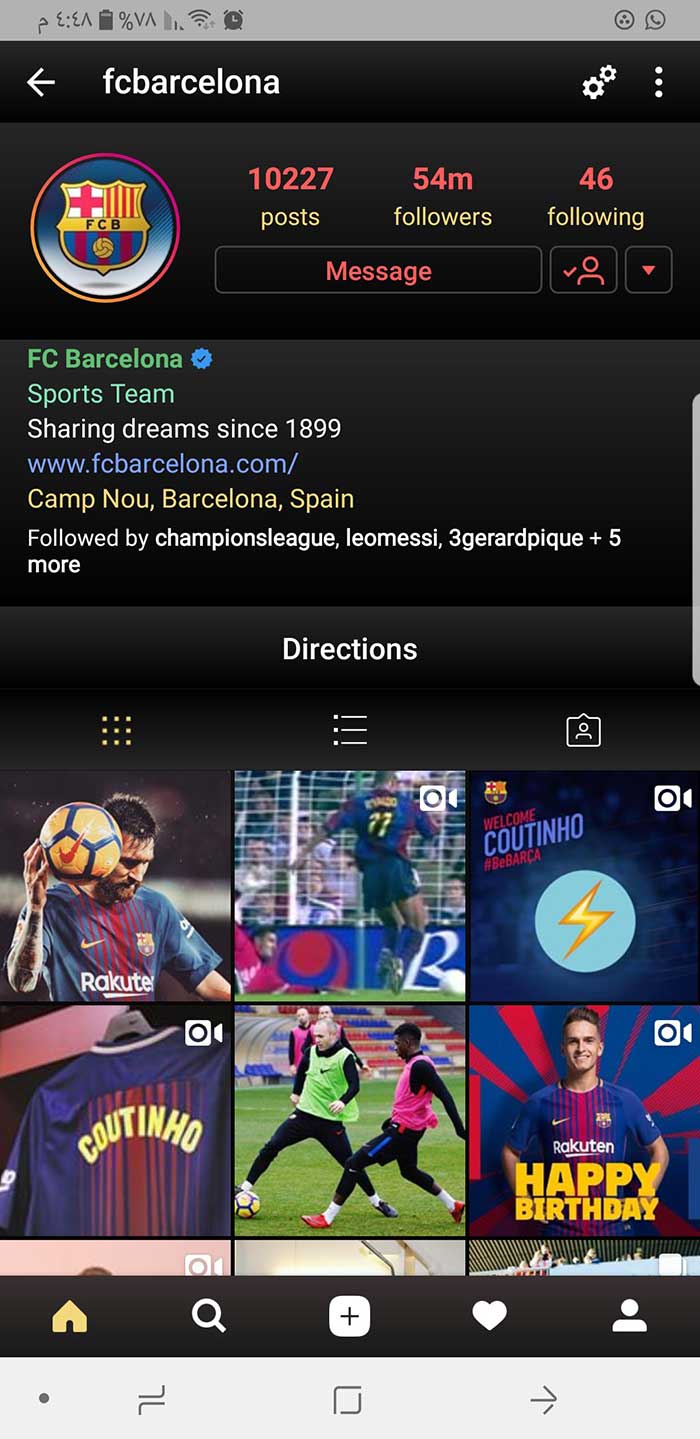 م ٤:٤٨ %٧٨
fcbarcelona
10227 54m 46
posts followers following
Message
FCB
FC Barcelona
Sports Team
Sharing dreams since 1899
www.fcbarcelona.com/
Camp Nou, Barcelona, Spain
Followed by championsleague, leomessi, 3gerardpique + 5
more
Directions
Rakuten
11
R
WELCOME
COUTINHO
#BeBARÇA
COUTINHO
Rakuten
HAPPY
BIRTHDAY